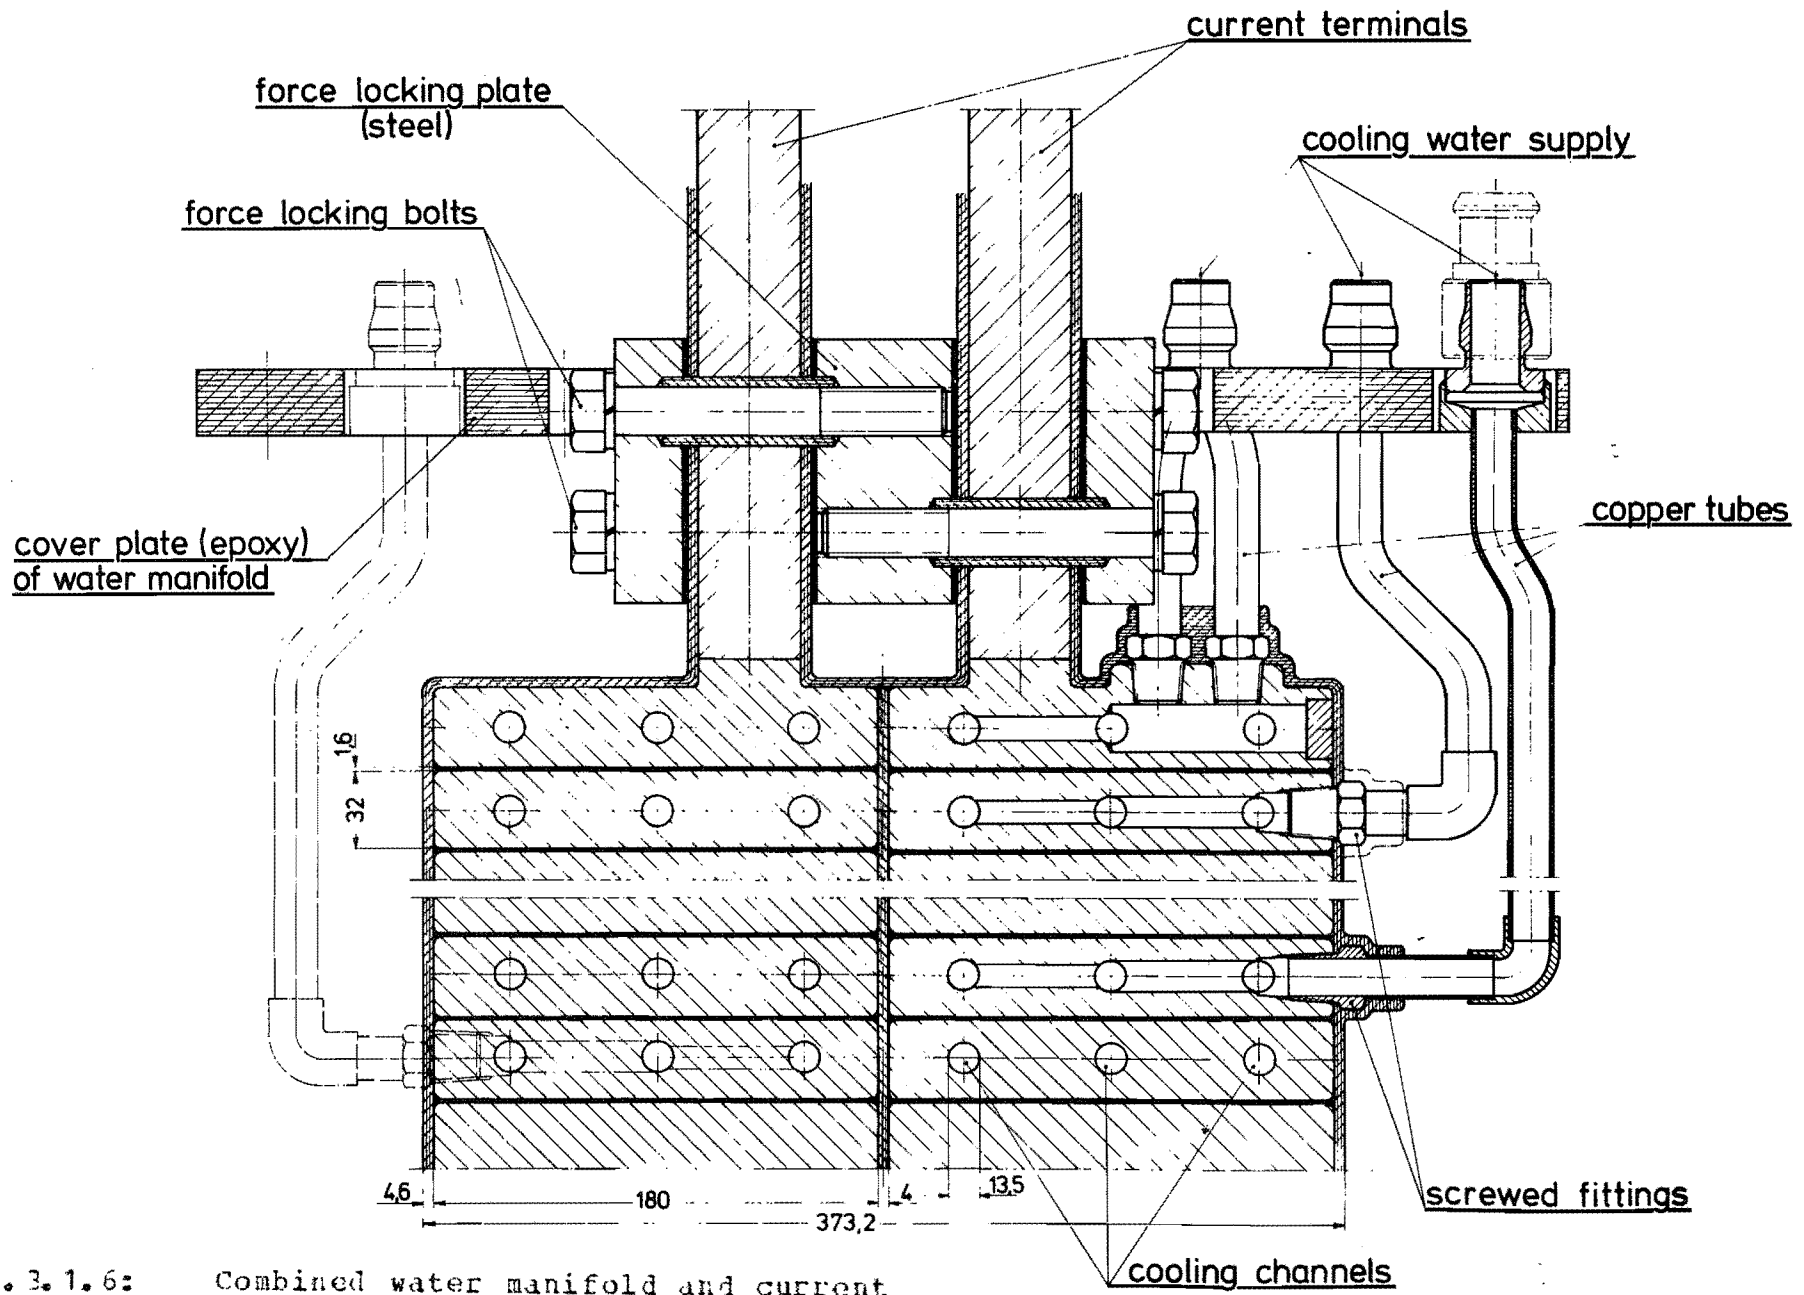 current terminals
force locking plate
(steel)
cooling water supply
force locking bolts
copper tubes
cover plate (epoxy)
of water manifold
1,6
32
4,6
180
4
13,5
373,2
screwed fittings
cooling channels
.3.1.6: Combined water manifold and current